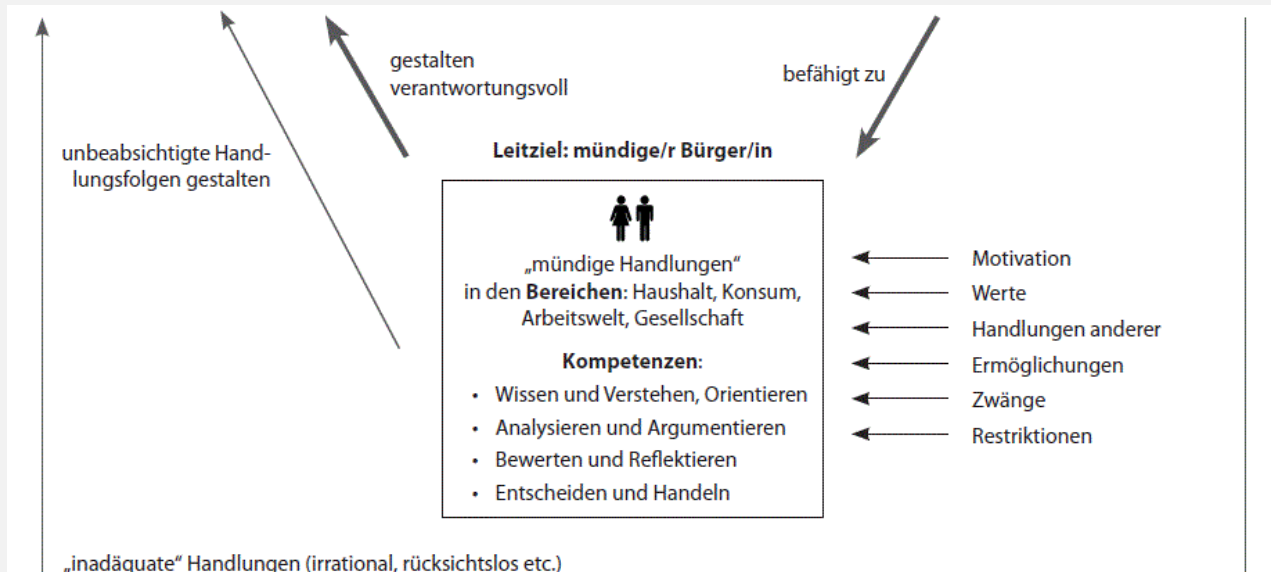 gestalten
verantwortungsvoll
befähigt zu
unbeabsichtigte Hand-
lungsfolgen gestalten
Leitziel: mündige/r Bürger/in
„mündige Handlungen“
in den Bereichen: Haushalt, Konsum,
Arbeitswelt, Gesellschaft
Kompetenzen:
• Wissen und Verstehen, Orientieren
• Analysieren und Argumentieren
• Bewerten und Reflektieren
• Entscheiden und Handeln
Motivation
Werte
Handlungen anderer
Ermöglichungen
Zwänge
Restriktionen
„inadäquate“ Handlungen (irrational, rücksichtslos etc.)